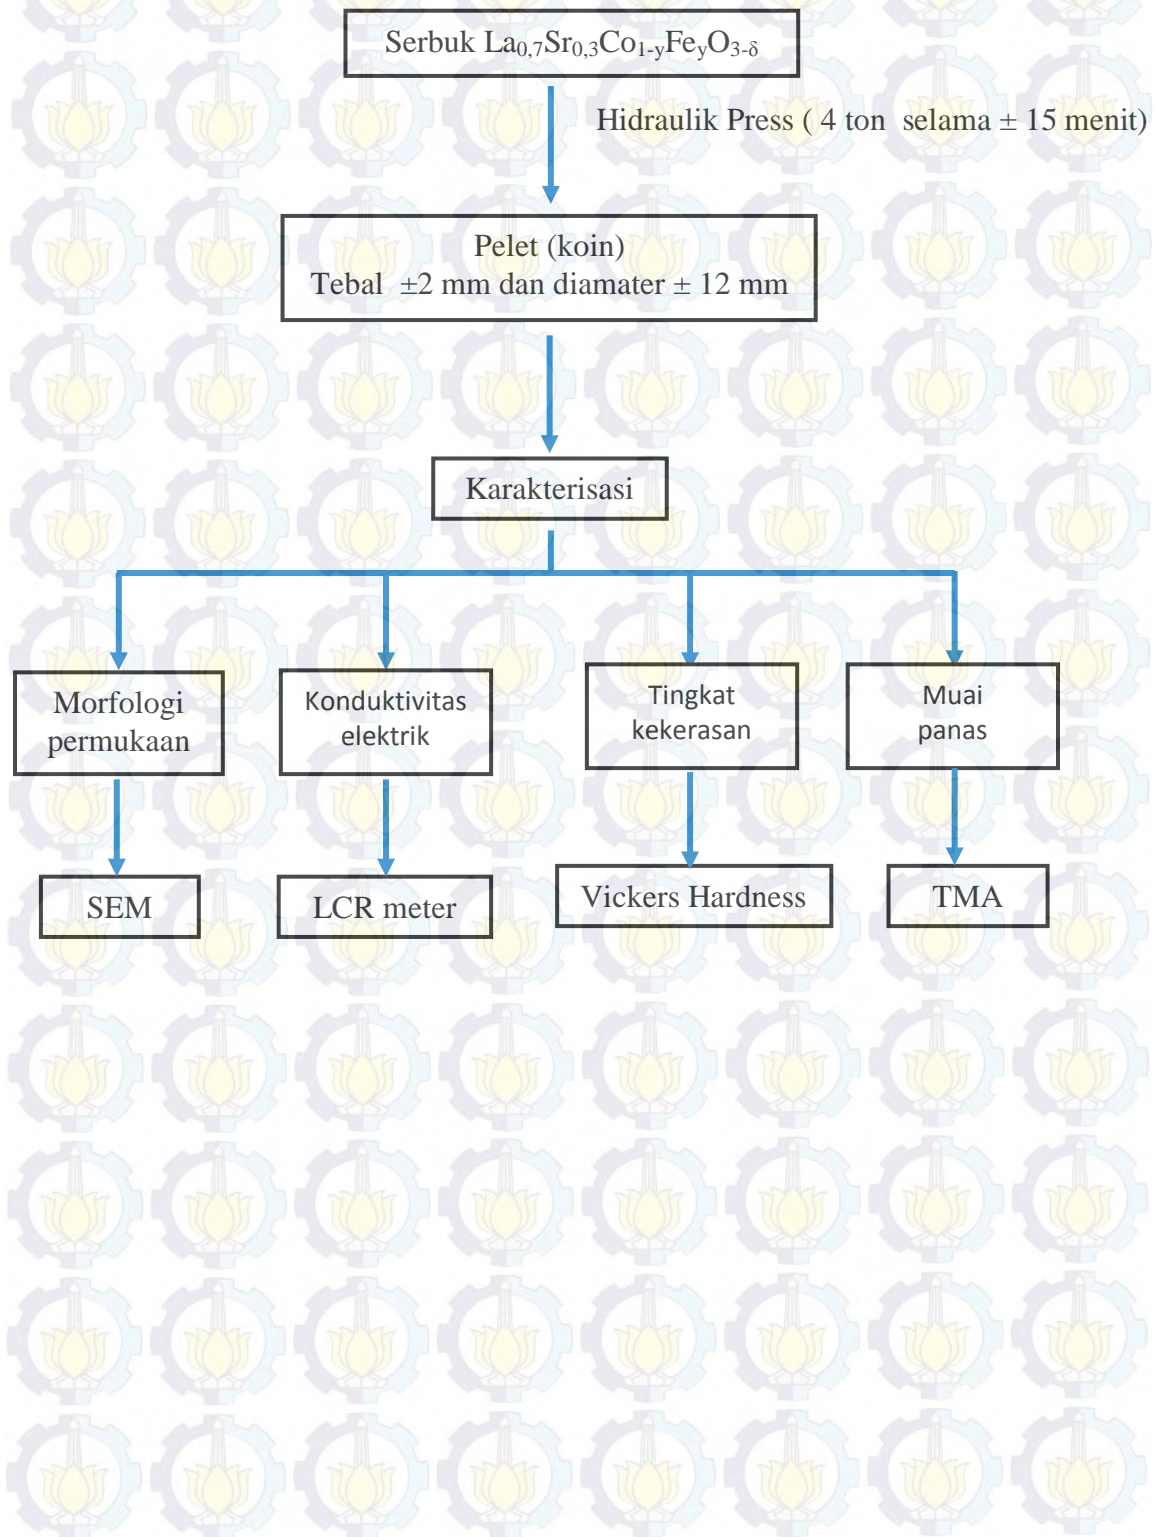 Serbuk La₀,₇Sr₀,₃Co₁₋yFeyO₃₋δ
Hidraulik Press ( 4 ton selama ± 15 menit)
Pelet (koin)
Tebal ±2 mm dan diamater ± 12 mm
Karakterisasi
Morfologi
permukaan
Konduktivitas
elektrik
Tingkat
kekerasan
Muai
panas
SEM
LCR meter
Vickers Hardness
TMA